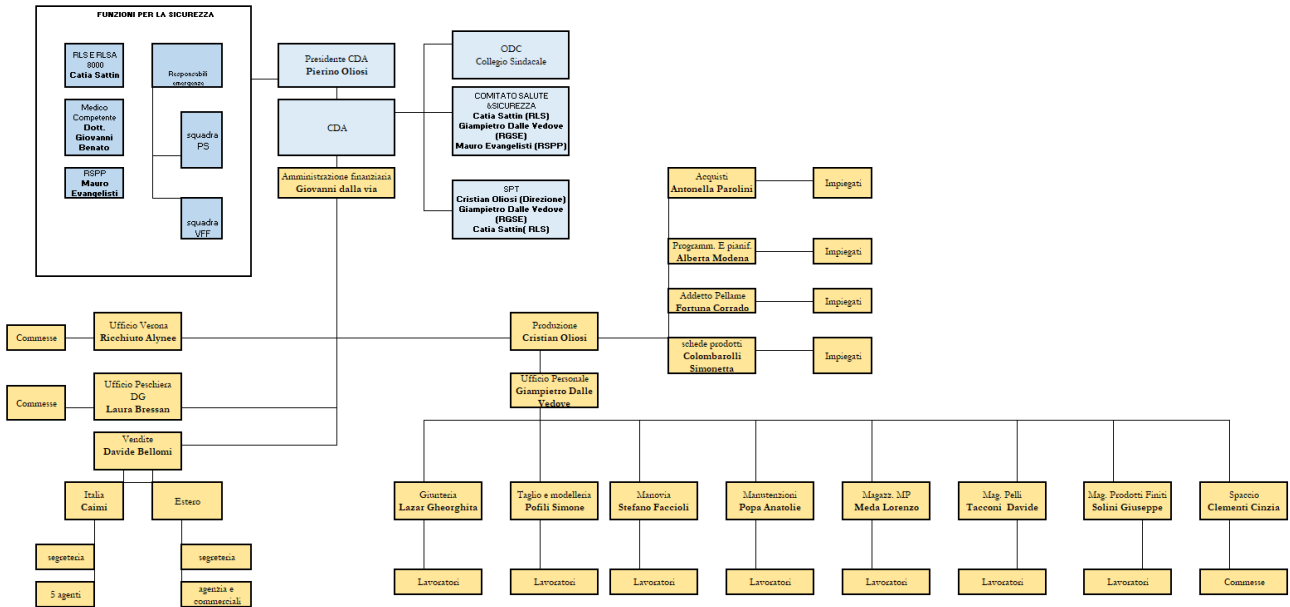 FUNZIONI PER LA SICUREZZA
RLS E RLSA
8000
Catia Sattin
Responsabili
emergenze
Medico
Competente
Dott.
Giovanni
Benato
squadra
PS
RSPP
Mauro
Evangelisti
squadra
VFF
Presidente CDA
Pierino Oliosi
CDA
Amministrazione finanziaria
Giovanni dalla via
ODC
Collegio Sindacale
COMITATO SALUTE
&SICUREZZA
Catia Sattin (RLS)
Giampietro Dalle Vedove
(RGSE)
Mauro Evangelisti (RSPP)
SPT
Cristian Oliosi (Direzione)
Giampietro Dalle Vedove
(RGSE)
Catia Sattin( RLS)
Acquisti
Antonella Parolini
Impiegati
Programm. E pianif.
Alberta Modena
Impiegati
Addetto Pellame
Fortuna Corrado
Impiegati
schede prodotti
Colombarolli
Simonetta
Impiegati
Commesse
Ufficio Verona
Ricchiuto Alynee
Produzione
Cristian Oliosi
Commesse
Ufficio Peschiera
DG
Laura Bressan
Ufficio Personale
Giampietro Dalle
Vedove
Vendite
Davide Bellomi
Italia
Caimi
Estero
segreteria
segreteria
5 agenti
agenzia e
commerciali
Giunteria
Lazar Gheorghita
Taglio e modelleria
Pofili Simone
Manovia
Stefano Faccioli
Manutenzioni
Popa Anatolie
Magazz. MP
Meda Lorenzo
Mag. Pelli
Tacconi Davide
Mag. Prodotti Finiti
Solini Giuseppe
Spaccio
Clementi Cinzia
Lavoratori
Lavoratori
Lavoratori
Lavoratori
Lavoratori
Lavoratori
Lavoratori
Commesse